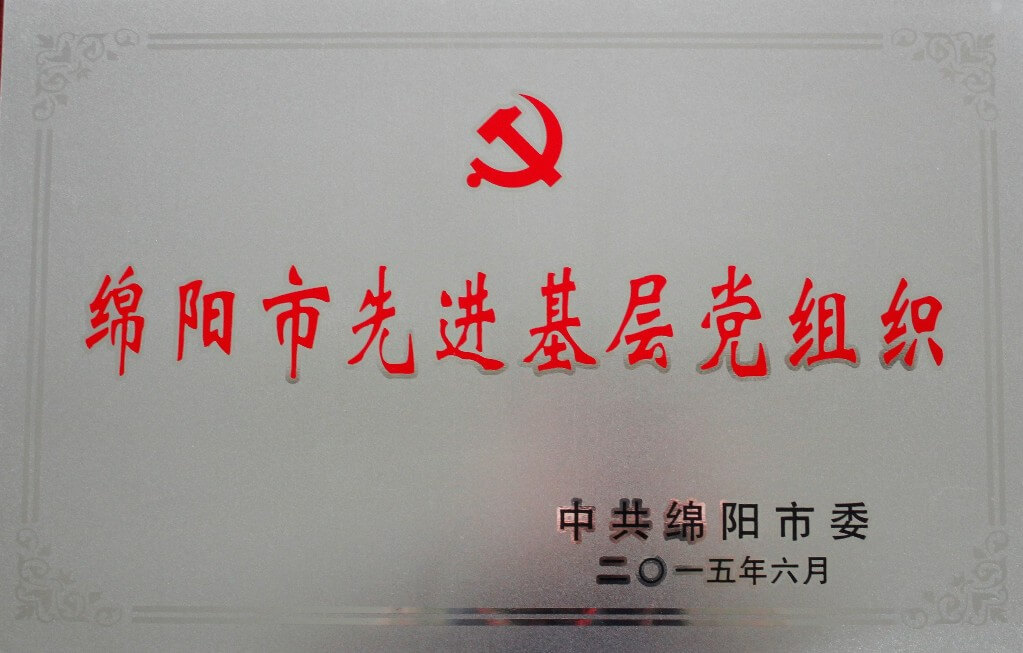 绵阳市先进基层党组织
中共绵阳市委
二〇一五年六月